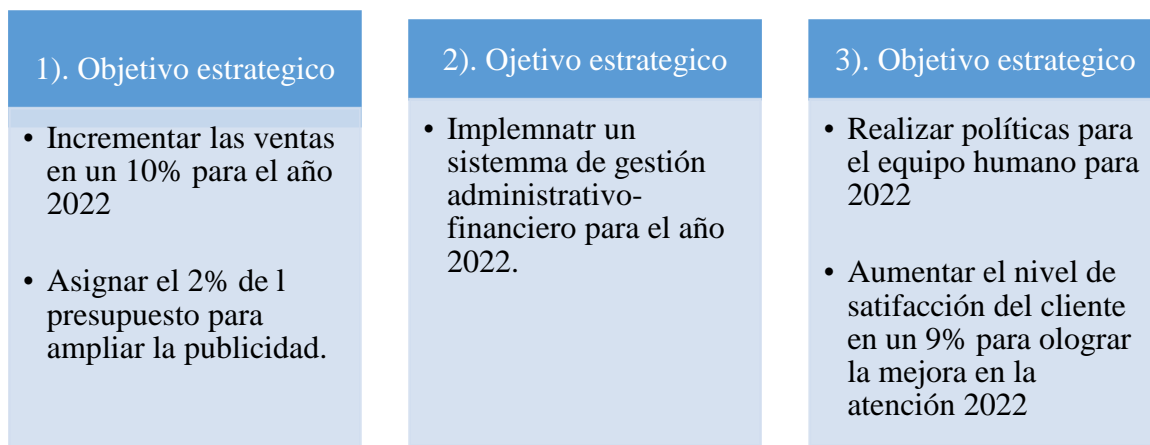 1). Objetivo estrategico
• Incrementar las ventas
en un 10% para el año
2022
• Asignar el 2% de l
presupuesto para
ampliar la publicidad.
2). Ojetivo estrategico
• Implemnatr un
sistemma de gestión
administrativo-
financiero para el año
2022.
3). Objetivo estrategico
• Realizar políticas para
el equipo humano para
2022
• Aumentar el nivel de
satifacción del cliente
en un 9% para olograr
la mejora en la
atención 2022